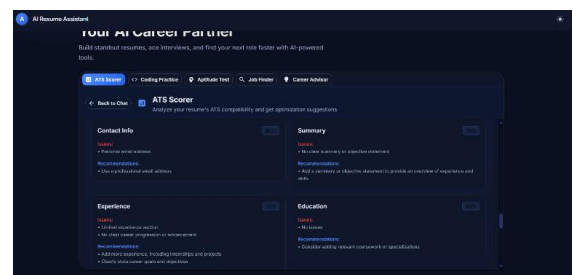 A AI Resume Assistant
Your AI Career Partner
Build standout resumes, ace interviews, and find your next role faster with AI-powered
tools.
ATS Scorer <> Coding Practice Aptitude Test Job Finder Career Advisor
← Back to Chat ATS Scorer
Analyze your resume's ATS compatibility and get optimization suggestions
Contact Info
Issues:
• Personal email address
Recommendations:
• Use a professional email address
Summary
Issues:
• No clear summary or objective statement
Recommendations:
• Add a summary or objective statement to provide an overview of experience and
skills
Experience
Issues:
• Limited experience section
• No clear career progression or advancement
Recommendations:
• Add more experience, including internships and projects
• Clearly state career goals and objectives
Education
Issues:
• No issues
Recommendations:
• Consider adding relevant coursework or specializations